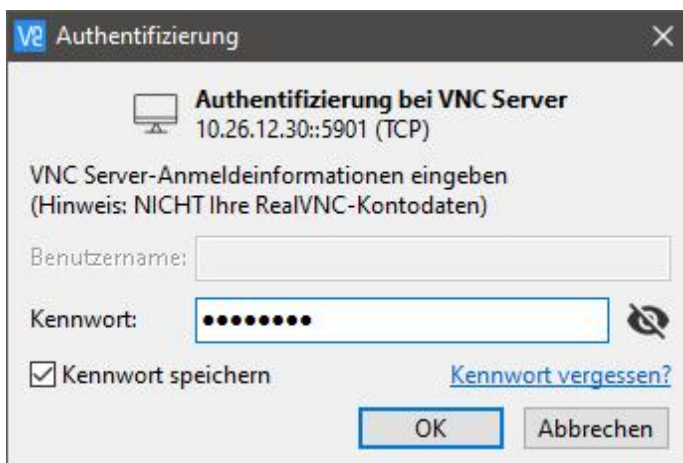 V2 Authentifizierung
Authentifizierung bei VNC Server
10.26.12.30::5901 (TCP)
VNC Server-Anmeldeinformationen eingeben
(Hinweis: NICHT Ihre RealVNC-Kontodaten)
Benutzername:
Kennwort: ●●●●●●●●
Kennwort speichern Kennwort vergessen?
OK Abbrechen